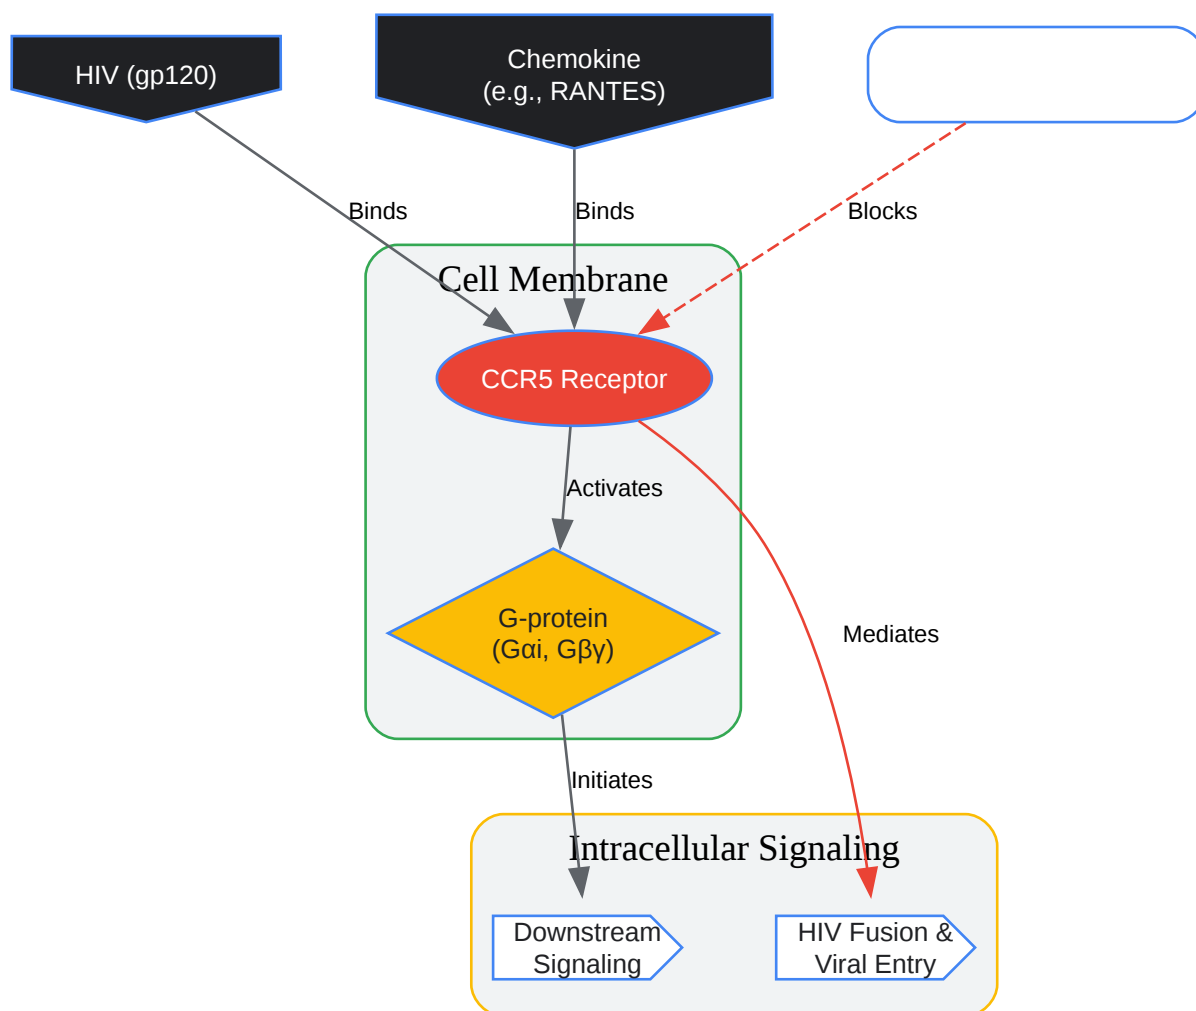 HIV (gp120)
Chemokine
(e.g., RANTES)
Binds
Binds
Blocks
Cell Membrane
CCR5 Receptor
Activates
G-protein
(Gαi, Gβγ)
Mediates
Initiates
Intracellular Signaling
Downstream
Signaling
HIV Fusion &
Viral Entry